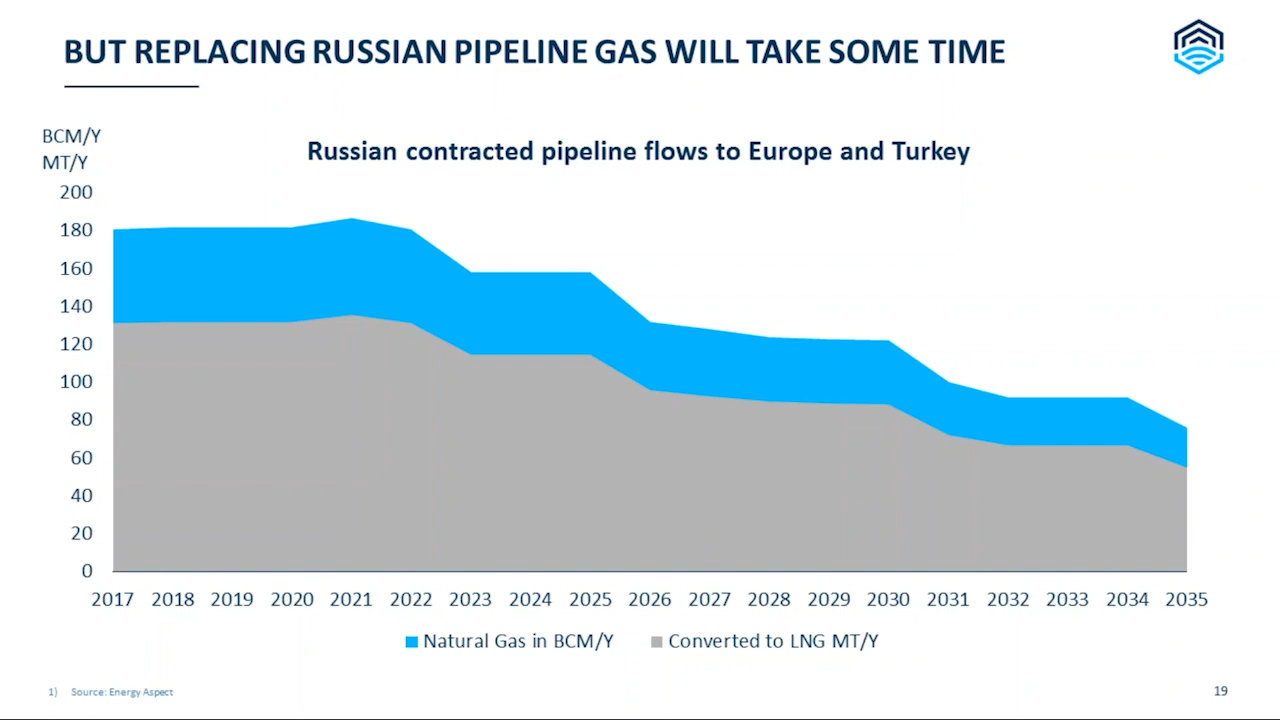 BUT REPLACING RUSSIAN PIPELINE GAS WILL TAKE SOME TIME
BCM/Y
MT/Y
Russian contracted pipeline flows to Europe and Turkey
200
180
160
140
120
100
80
60
40
20
0
2017 2018 2019 2020 2021 2022 2023 2024 2025 2026 2027 2028 2029 2030 2031 2032 2033 2034 2035
Natural Gas in BCM/Y Converted to LNG MT/Y
1) Source: Energy Aspect
19